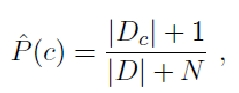 P̂(c) = |D_c| + 1 / |D| + N ,